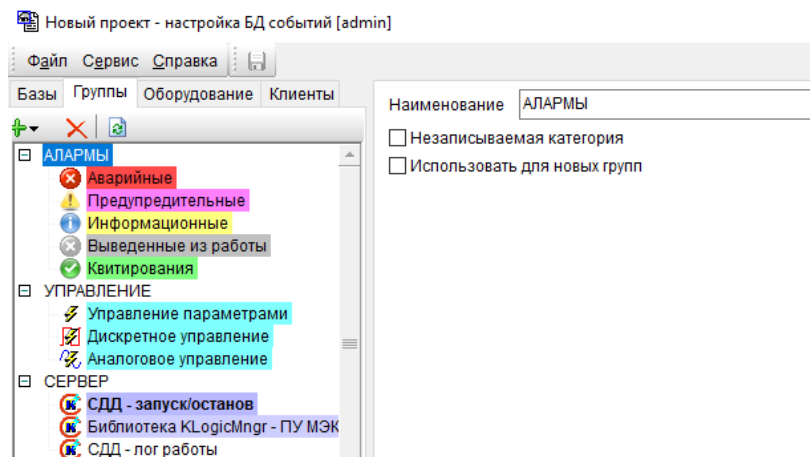 Новый проект - настройка БД событий [admin]
Файл Сервис Справка
Базы Группы Оборудование Клиенты
Наименование АЛАРМЫ
Незаписываемая категория
Использовать для новых групп
АЛАРМЫ
Аварийные
Предупредительные
Информационные
Выведенные из работы
Квитирования
УПРАВЛЕНИЕ
Управление параметрами
Дискретное управление
Аналоговое управление
СЕРВЕР
СДД - запуск/останов
Библиотека KLogicMngr - ПУ МЭК
СДД - лог работы